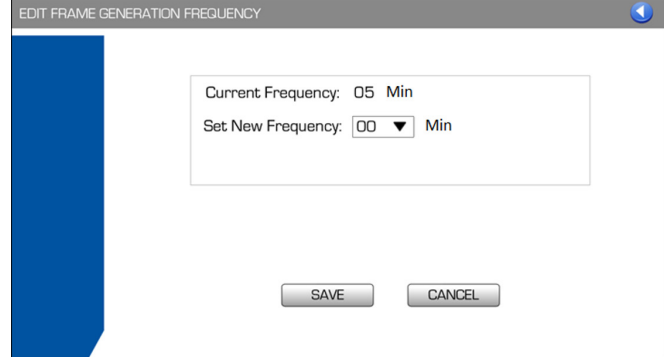 EDIT FRAME GENERATION FREQUENCY
Current Frequency: 05 Min
Set New Frequency: 00 Min
SAVE CANCEL